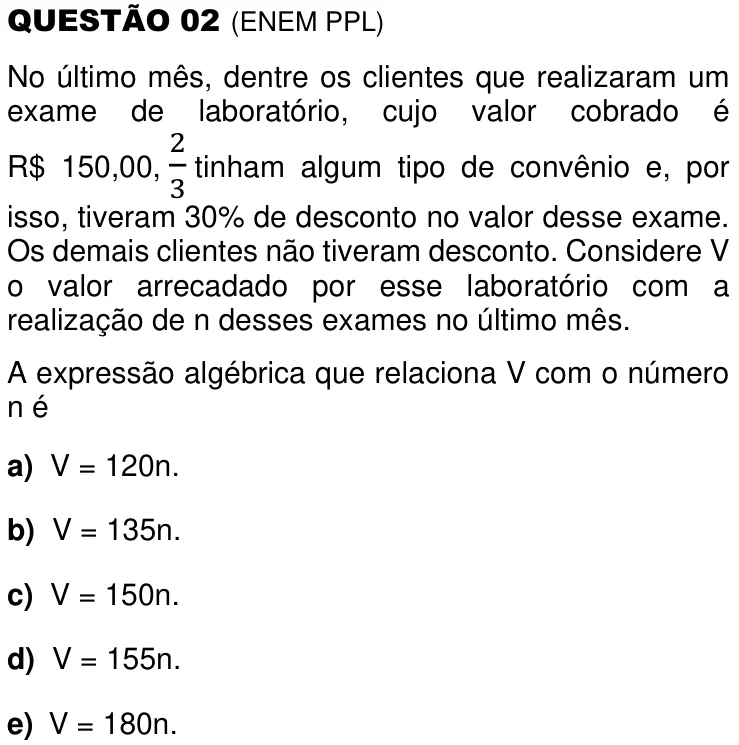 QUESTÃO 02 (ENEM PPL)
No último mês, dentre os clientes que realizaram um
exame de laboratório, cujo valor cobrado é
R$ 150,00, 2/3 tinham algum tipo de convênio e, por
isso, tiveram 30% de desconto no valor desse exame.
Os demais clientes não tiveram desconto. Considere V
o valor arrecadado por esse laboratório com a
realização de n desses exames no último mês.
A expressão algébrica que relaciona V com o número
n é
a) V = 120n.
b) V = 135n.
c) V = 150n.
d) V = 155n.
e) V = 180n.